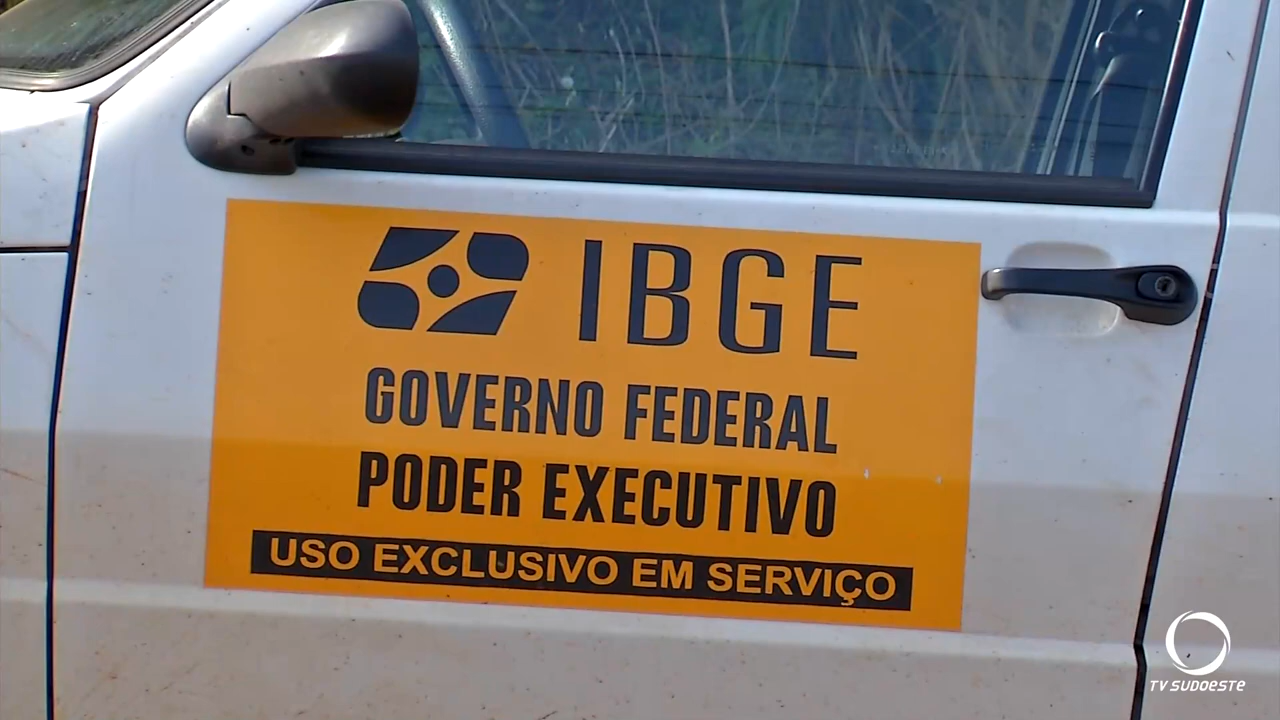 IBGE
GOVERNO FEDERAL
PODER EXECUTIVO
USO EXCLUSIVO EM SERVIÇO
TV SUDOESTE